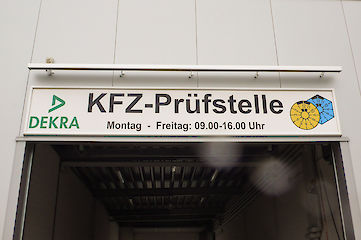 KFZ-Prüfstelle
DEKRA
Montag - Freitag: 09.00-16.00 Uhr